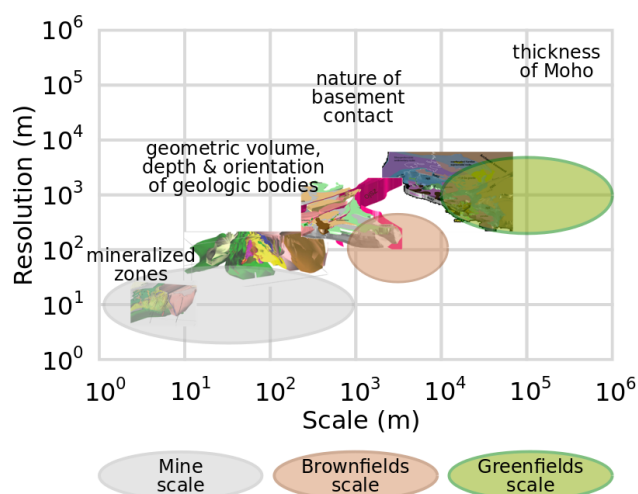 10^6
10^5
10^4
10^3
10^2
10^1
10^0
Resolution (m)
thickness
of Moho
nature of
basement
contact
geometric volume,
depth & orientation
of geologic bodies
mineralized
zones
10^0 10^1 10^2 10^3 10^4 10^5 10^6
Scale (m)
Mine
scale
Brownfields
scale
Greenfields
scale